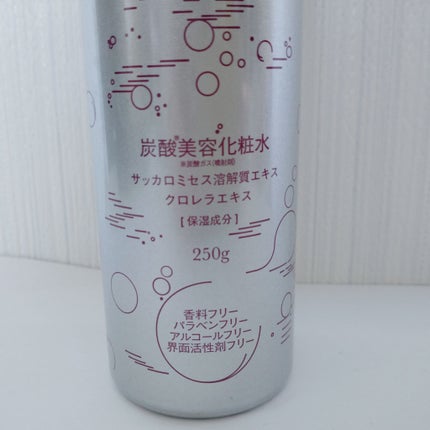 炭酸※美容化粧水
※炭酸ガス(噴射剤)
サッカロミセス溶解質エキス
クロレラエキス
[保湿成分]
250g
香料フリー
パラベンフリー
アルコールフリー
界面活性剤フリー